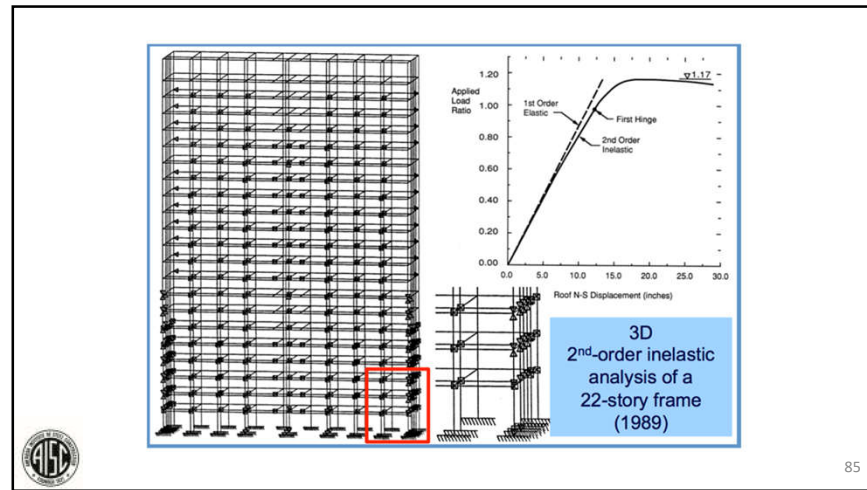 1.20
1.00
0.80
0.60
0.40
0.20
0.00
Applied
Load
Ratio
1st Order
Elastic
First Hinge
2nd Order
Inelastic
1.17
0.0 5.0 10.0 15.0 20.0 25.0 30.0
Roof N-S Displacement (inches)
3D
2nd-order inelastic
analysis of a
22-story frame
(1989)
AISC
85